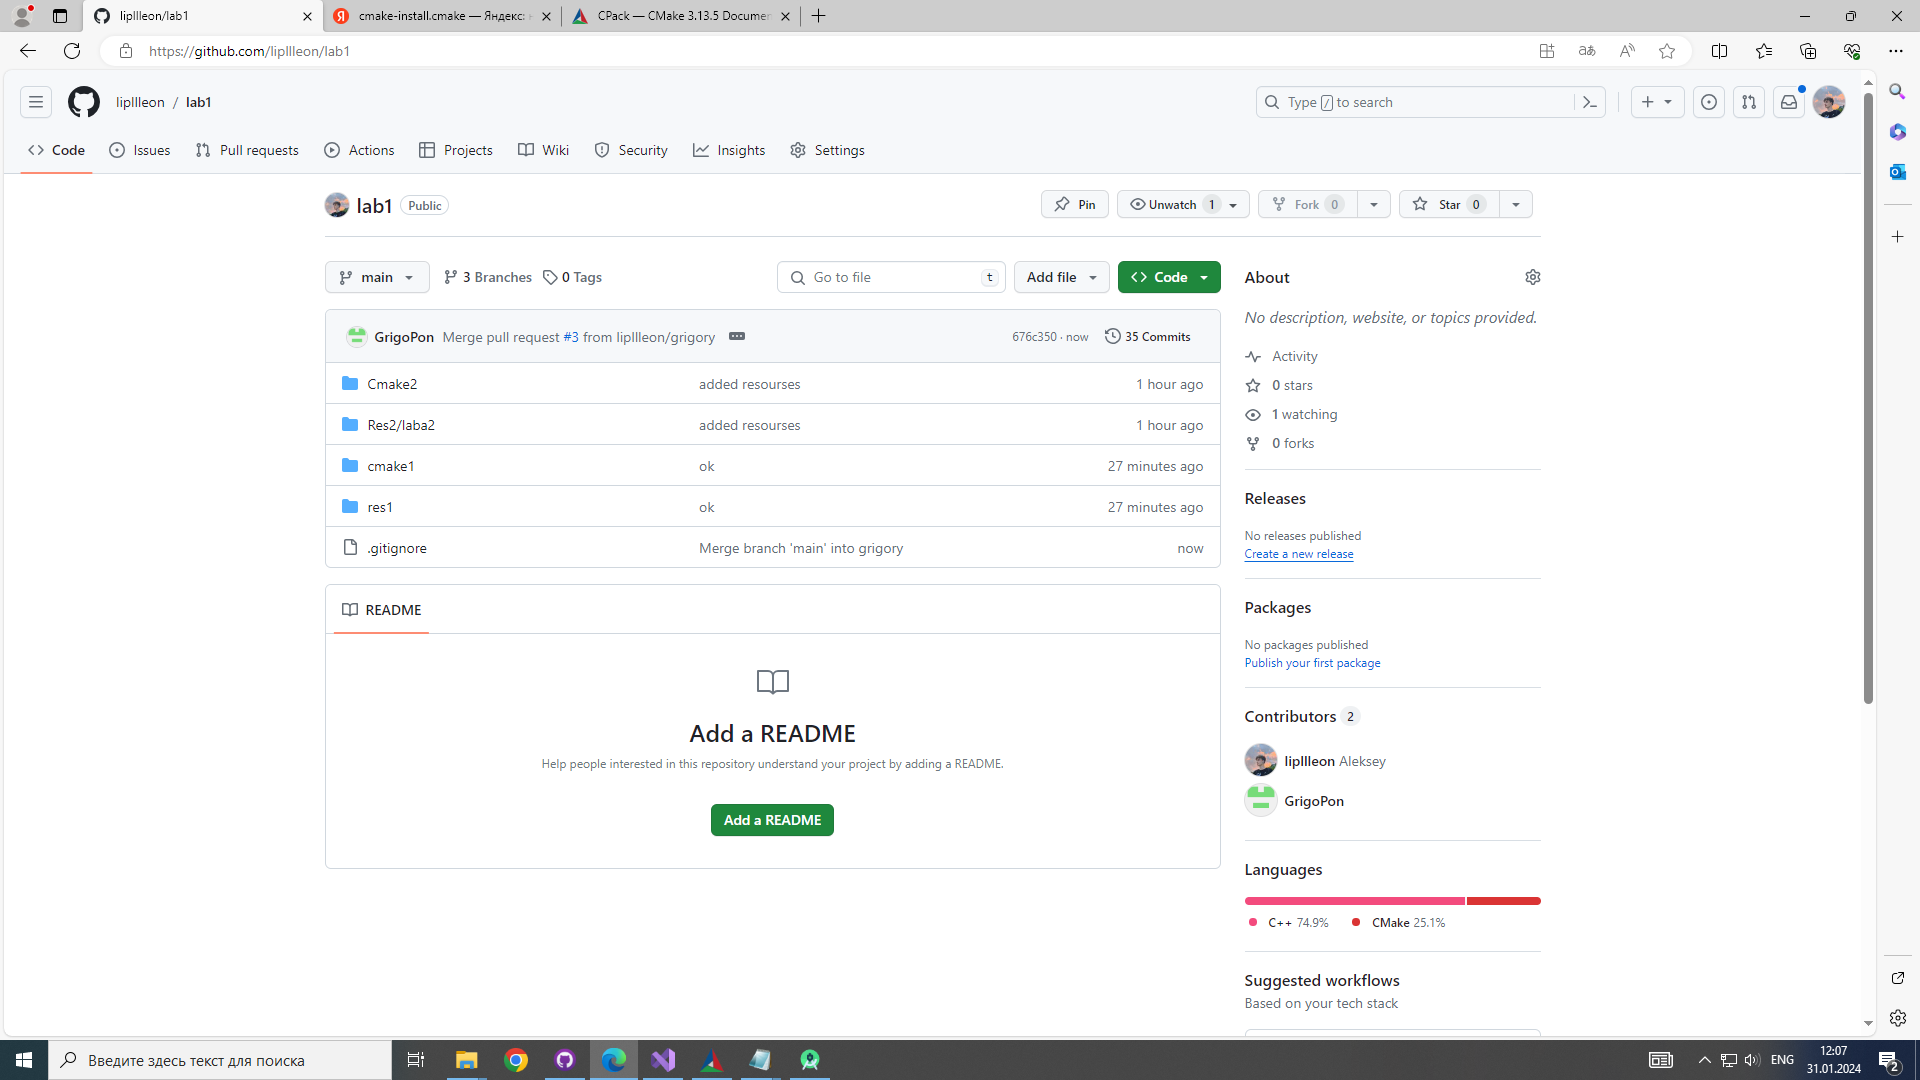 lipllleon/lab1
cmake-install.cmake — Яндекс:
CPack — CMake 3.13.5 Documen
https://github.com/lipllleon/lab1
lipllleon / lab1
Type / to search
Code
Issues
Pull requests
Actions
Projects
Wiki
Security
Insights
Settings
lab1 Public
Pin
Unwatch 1
Fork 0
Star 0
main
3 Branches
0 Tags
Go to file t
Add file
Code
GrigoPon Merge pull request #3 from lipllleon/grigory
676c350 · now
35 Commits
Cmake2 added resourses 1 hour ago
Res2/laba2 added resourses 1 hour ago
cmake1 ok 27 minutes ago
res1 ok 27 minutes ago
.gitignore Merge branch 'main' into grigory now
README
Add a README
Help people interested in this repository understand your project by adding a README.
Add a README
About
No description, website, or topics provided.
Activity
0 stars
1 watching
0 forks
Releases
No releases published
Create a new release
Packages
No packages published
Publish your first package
Contributors 2
lipllleon Aleksey
GrigoPon
Languages
C++ 74.9% CMake 25.1%
Suggested workflows
Based on your tech stack
Введите здесь текст для поиска
ENG
12:07
31.01.2024
2